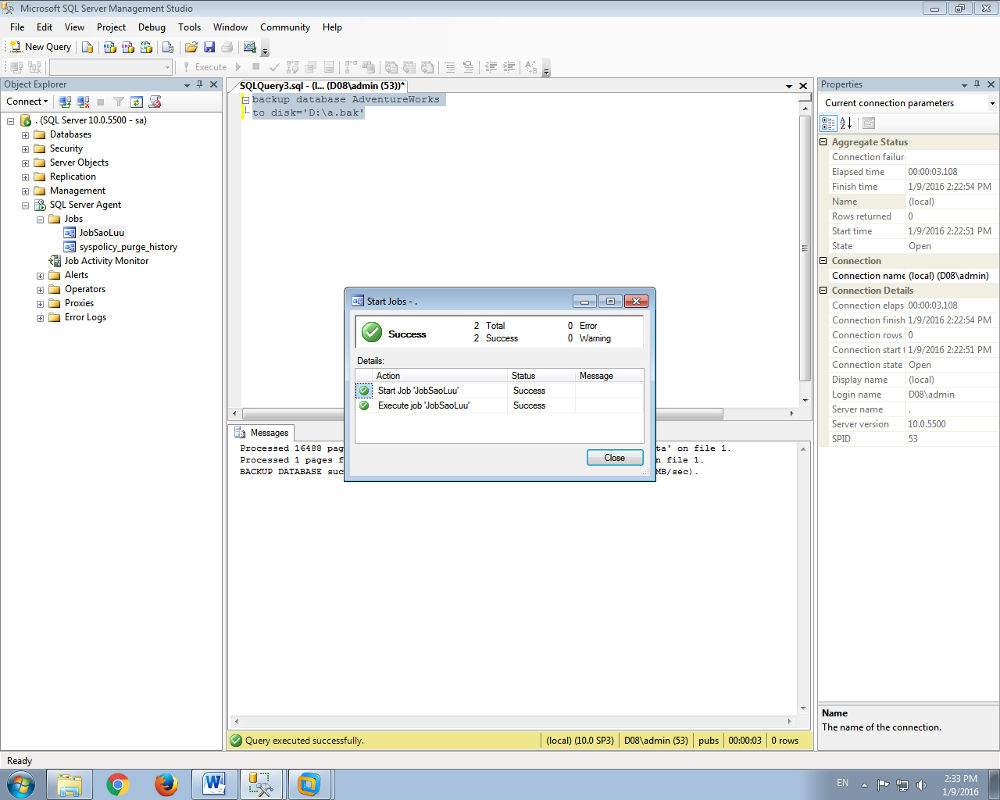 Microsoft SQL Server Management Studio
File Edit View Project Debug Tools Window Community Help
New Query
Execute
Object Explorer
Connect
. (SQL Server 10.0.5500 - sa)
Databases
Security
Server Objects
Replication
Management
SQL Server Agent
Jobs
JobSaoLuu
syspolicy_purge_history
Job Activity Monitor
Alerts
Operators
Proxies
Error Logs
SQLQuery3.sql - (l... (D08\admin (53))*
backup database AdventureWorks
to disk='D:\a.bak'
Start Jobs - .
Success
2 Total 0 Error
2 Success 0 Warning
Details:
Action Status Message
Start Job 'JobSaoLuu' Success
Execute job 'JobSaoLuu' Success
Close
Messages
Processed 16488 pag ta' on file 1.
Processed 1 pages f n file 1.
BACKUP DATABASE suc MB/sec).
Query executed successfully. (local) (10.0 SP3) D08\admin (53) pubs 00:00:03 0 rows
Properties
Current connection parameters
Aggregate Status
Connection failur
Elapsed time 00:00:03.108
Finish time 1/9/2016 2:22:54 PM
Name (local)
Rows returned 0
Start time 1/9/2016 2:22:51 PM
State Open
Connection
Connection name (local) (D08\admin)
Connection Details
Connection elaps 00:00:03.108
Connection finish 1/9/2016 2:22:54 PM
Connection rows 0
Connection start t 1/9/2016 2:22:51 PM
Connection state Open
Display name (local)
Login name D08\admin
Server name .
Server version 10.0.5500
SPID 53
Name
The name of the connection.
Ready
EN
2:33 PM
1/9/2016